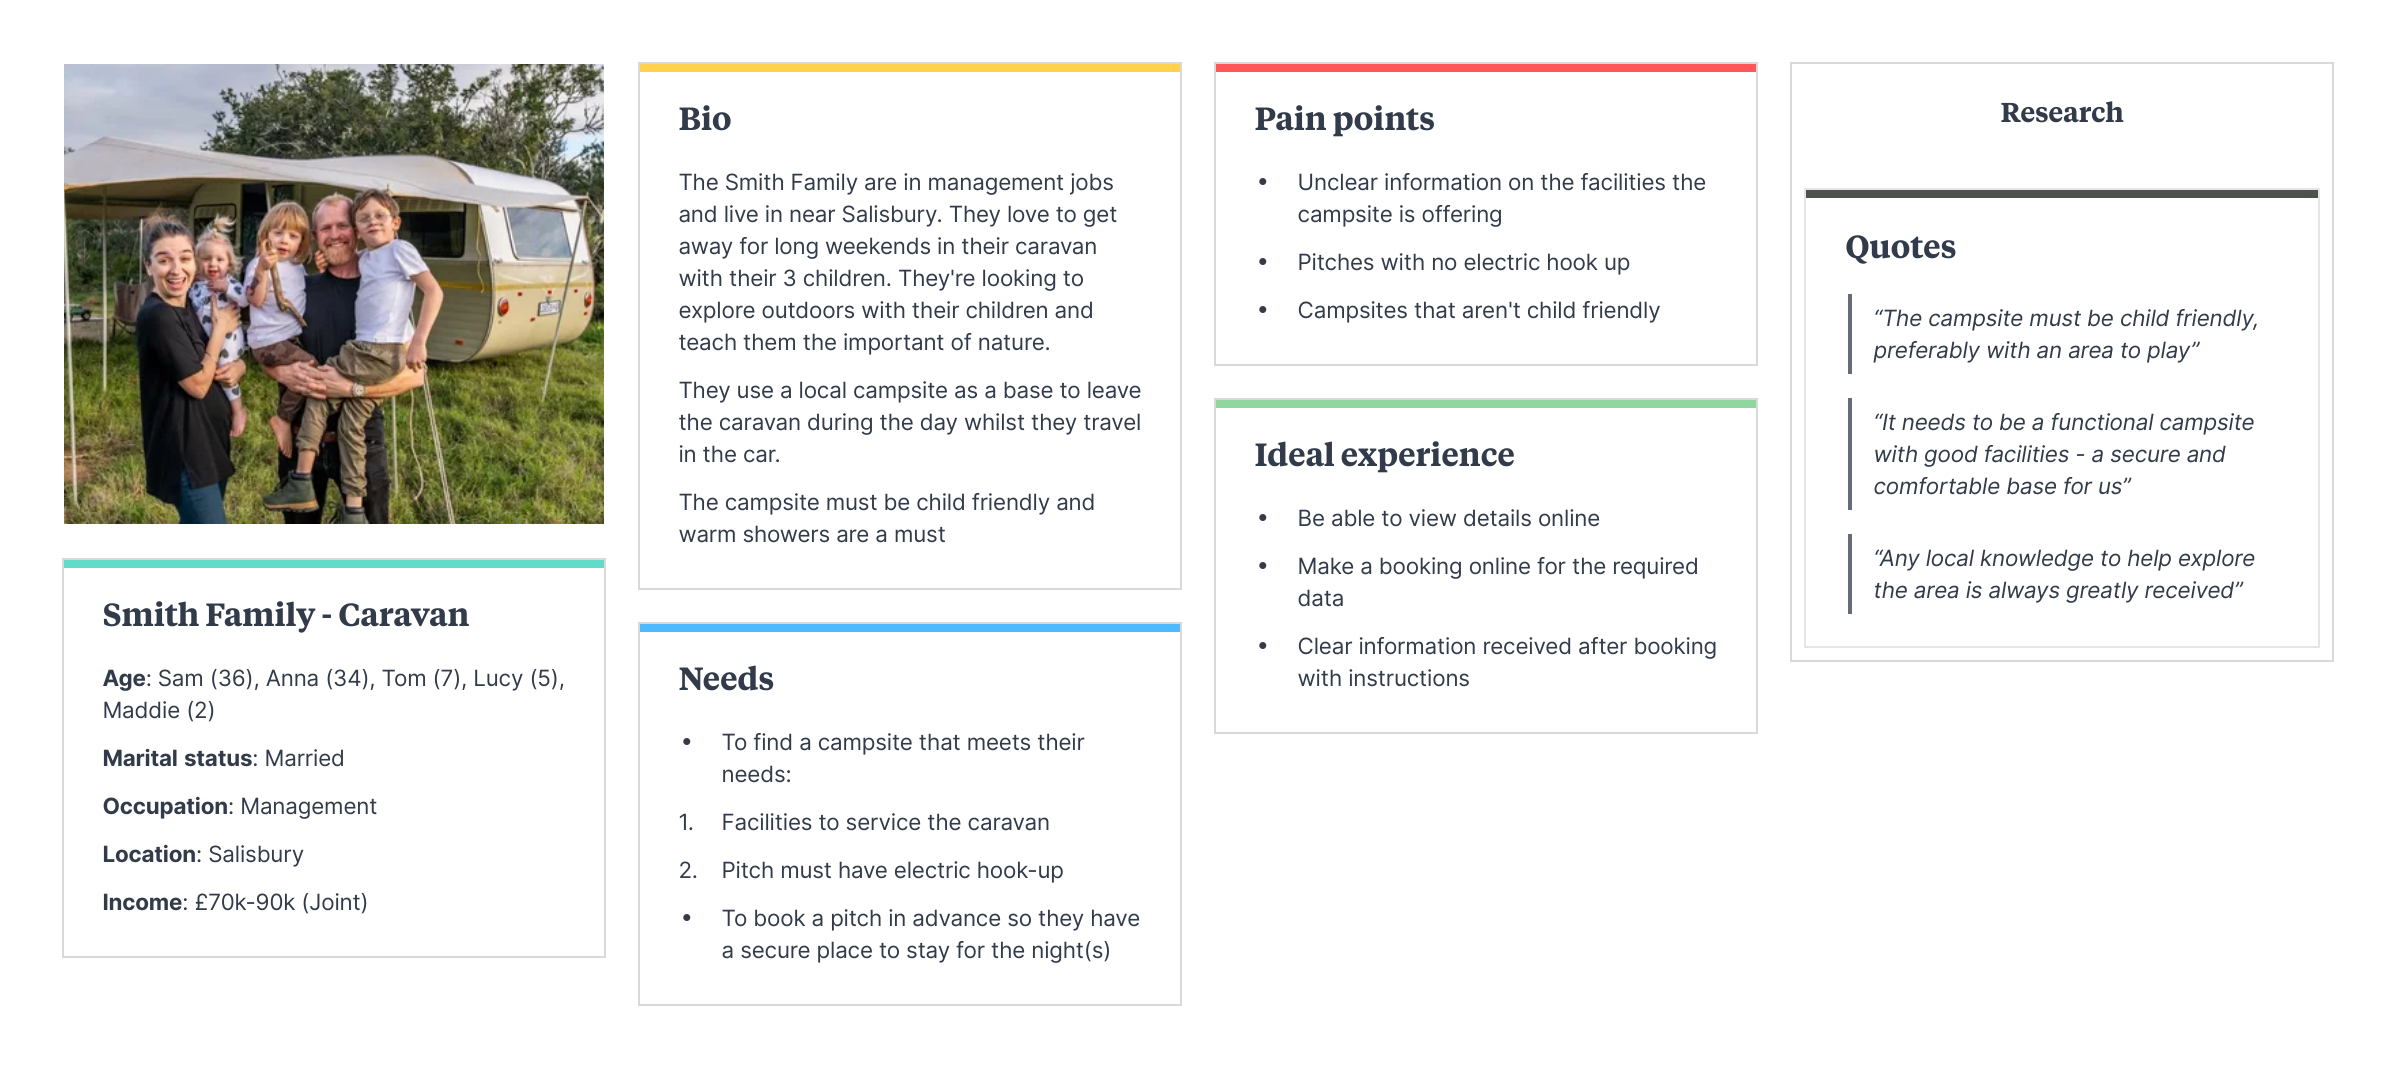 Smith Family - Caravan
Age: Sam (36), Anna (34), Tom (7), Lucy (5),
Maddie (2)
Marital status: Married
Occupation: Management
Location: Salisbury
Income: £70k-90k (Joint)
Bio
The Smith Family are in management jobs
and live in near Salisbury. They love to get
away for long weekends in their caravan
with their 3 children. They're looking to
explore outdoors with their children and
teach them the important of nature.
They use a local campsite as a base to leave
the caravan during the day whilst they travel
in the car.
The campsite must be child friendly and
warm showers are a must
Needs
• To find a campsite that meets their
needs:
1. Facilities to service the caravan
2. Pitch must have electric hook-up
• To book a pitch in advance so they have
a secure place to stay for the night(s)
Pain points
• Unclear information on the facilities the
campsite is offering
• Pitches with no electric hook up
• Campsites that aren't child friendly
Ideal experience
• Be able to view details online
• Make a booking online for the required
data
• Clear information received after booking
with instructions
Research
Quotes
“The campsite must be child friendly,
preferably with an area to play”
“It needs to be a functional campsite
with good facilities - a secure and
comfortable base for us”
“Any local knowledge to help explore
the area is always greatly received”